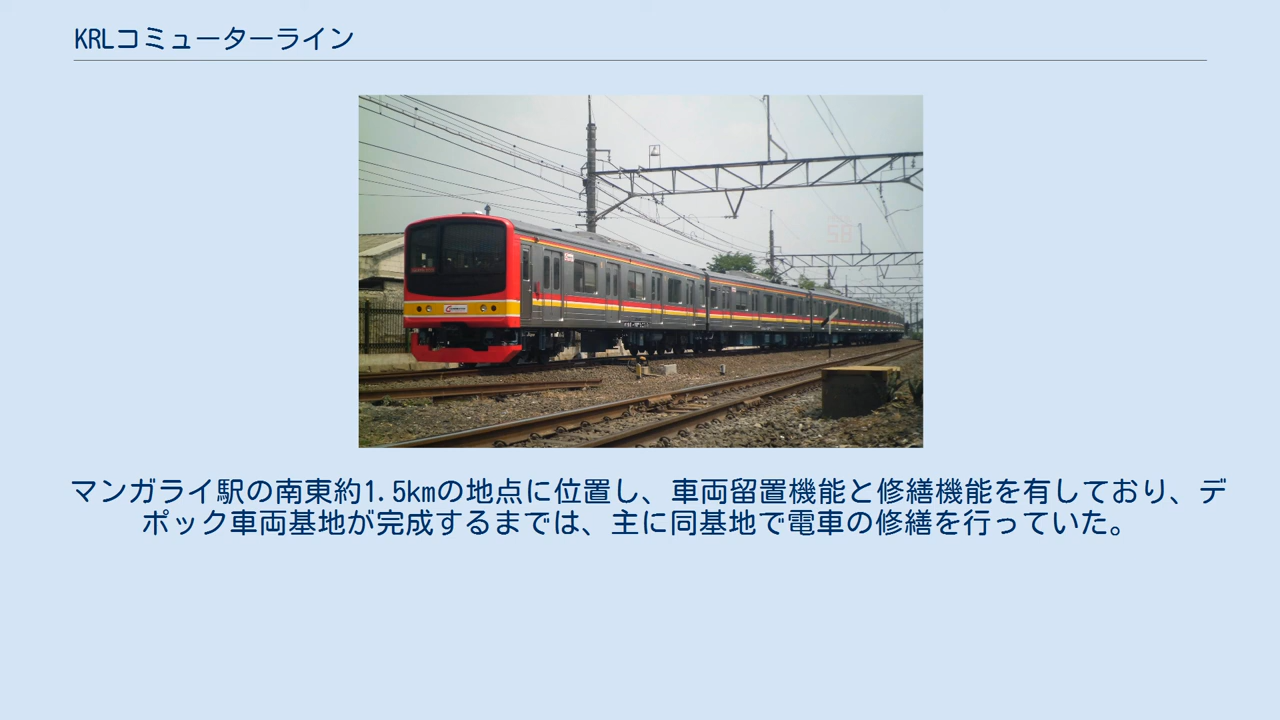 KRLコミューターライン
マンガライ駅の南東約1.5kmの地点に位置し、車両留置機能と修繕機能を有しており、デ
ポック車両基地が完成するまでは、主に同基地で電車の修繕を行っていた。